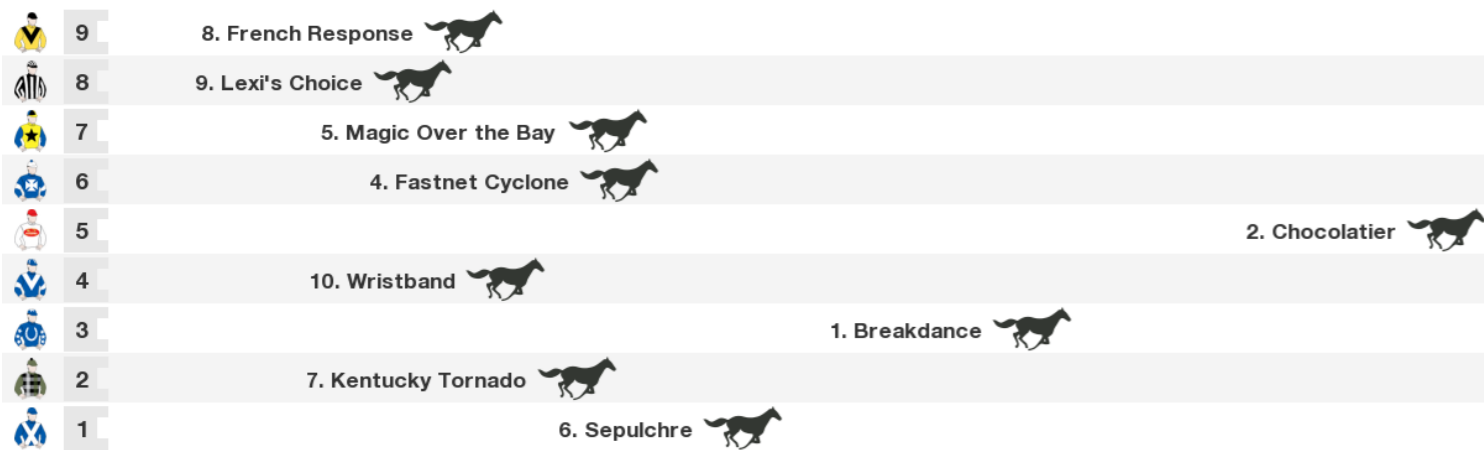 9 8. French Response
8 9. Lexi's Choice
7 5. Magic Over the Bay
6 4. Fastnet Cyclone
5 2. Chocolatier
4 10. Wristband
3 1. Breakdance
2 7. Kentucky Tornado
1 6. Sepulchre